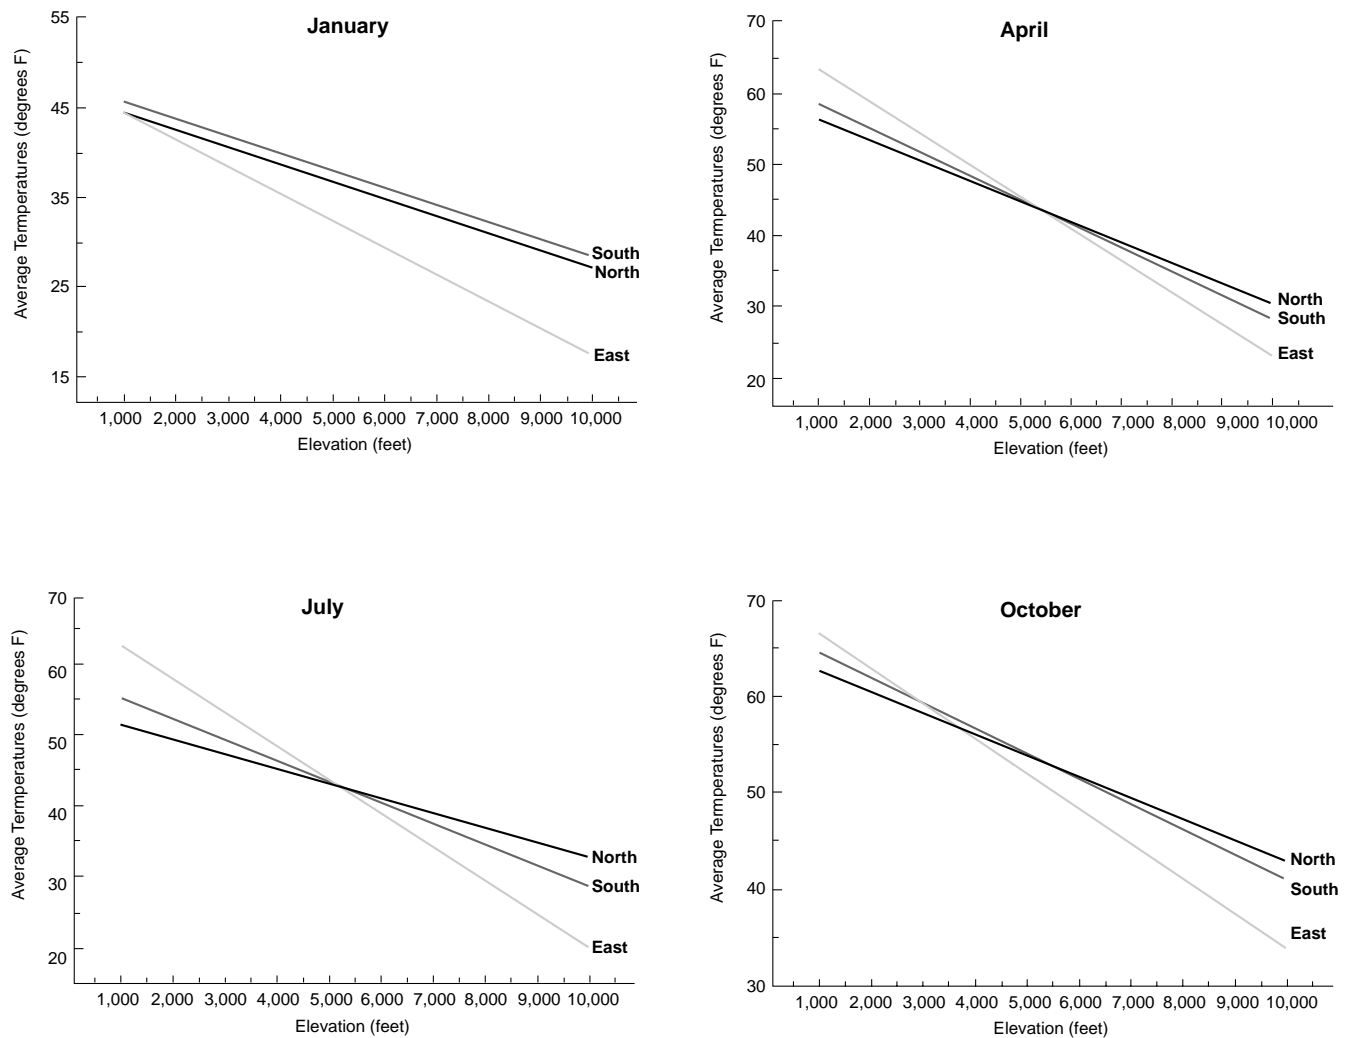 January
Average Termperatures (degrees F)
55
45
35
25
15
South
North
East
1,000 2,000 3,000 4,000 5,000 6,000 7,000 8,000 9,000 10,000
Elevation (feet)
April
Average Termperatures (degrees F)
70
60
50
40
30
20
North
South
East
1,000 2,000 3,000 4,000 5,000 6,000 7,000 8,000 9,000 10,000
Elevation (feet)
July
Average Termperatures (degrees F)
70
60
50
40
30
20
North
South
East
1,000 2,000 3,000 4,000 5,000 6,000 7,000 8,000 9,000 10,000
Elevation (feet)
October
Average Termperatures (degrees F)
70
60
50
40
30
North
South
East
1,000 2,000 3,000 4,000 5,000 6,000 7,000 8,000 9,000 10,000
Elevation (feet)